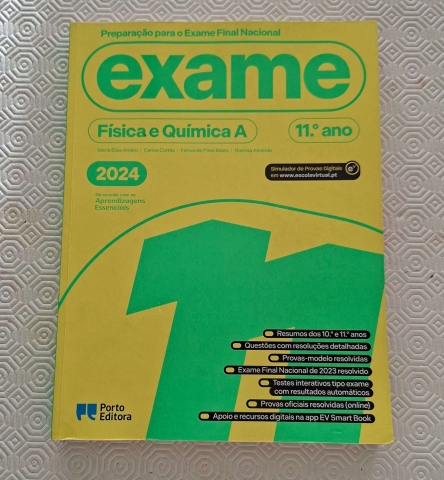 Preparação para o Exame Final Nacional
exame
Física e Química A
11.º ano
2024
Simulador de Provas Digitais
em www.escolavirtual.pt
De acordo com as
Aprendizagens
Essenciais
11
Resumos dos 10.º e 11.º anos
Questões com resoluções detalhadas
Provas-modelo resolvidas
Exame Final Nacional de 2023 resolvido
Testes interativos tipo exame
com resultados automáticos
Provas oficiais resolvidas (online)
Apoio e recursos digitais na app EV Smart Book
Porto
Editora